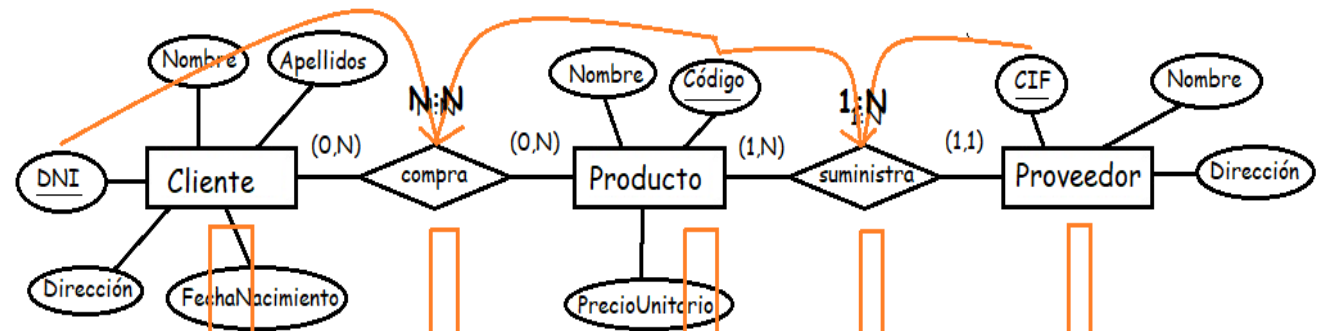 Nombre
Apellidos
Nombre
Código
CIF
Nombre
N:N
1:N
1:N
(0,N)
(0,N)
(1,N)
(1,1)
DNI
Cliente
compra
Producto
suministra
Proveedor
Dirección
Dirección
FechaNacimiento
PrecioUnitario